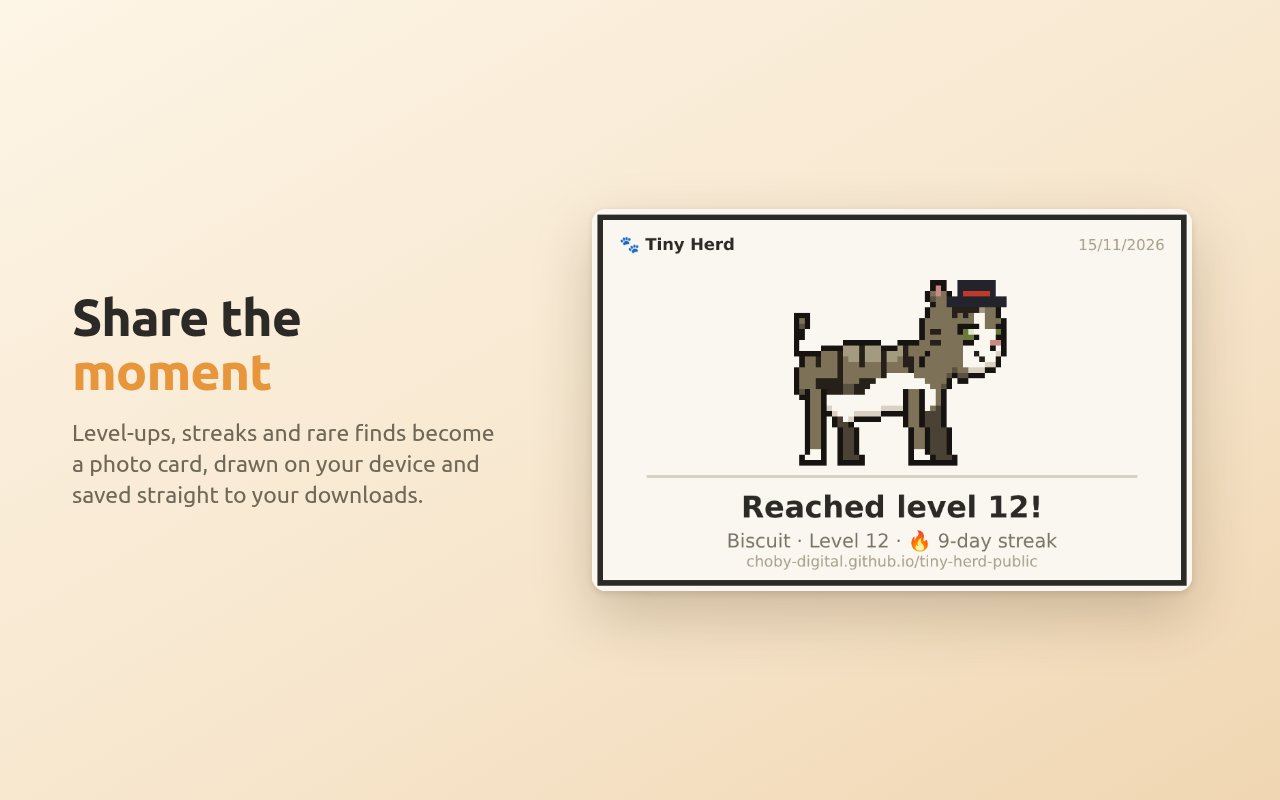 Share the
moment
Level-ups, streaks and rare finds become
a photo card, drawn on your device and
saved straight to your downloads.
🐾 Tiny Herd
15/11/2026
Reached level 12!
Biscuit · Level 12 · 🔥 9-day streak
choby-digital.github.io/tiny-herd-public